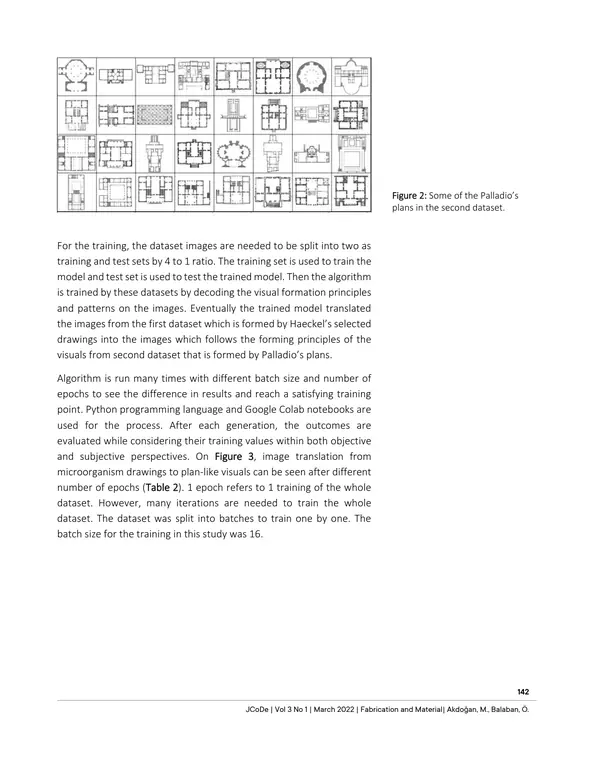 Figure 2: Some of the Palladio's
plans in the second dataset.
For the training, the dataset images are needed to be split into two as
training and test sets by 4 to 1 ratio. The training set is used to train the
model and test set is used to test the trained model. Then the algorithm
is trained by these datasets by decoding the visual formation principles
and patterns on the images. Eventually the trained model translated
the images from the first dataset which is formed by Haeckel's selected
drawings into the images which follows the forming principles of the
visuals from second dataset that is formed by Palladio's plans.
Algorithm is run many times with different batch size and number of
epochs to see the difference in results and reach a satisfying training
point. Python programming language and Google Colab notebooks are
used for the process. After each generation, the outcomes are
evaluated while considering their training values within both objective
and subjective perspectives. On Figure 3, image translation from
microorganism drawings to plan-like visuals can be seen after different
number of epochs (Table 2). 1 epoch refers to 1 training of the whole
dataset. However, many iterations are needed to train the whole
dataset. The dataset was split into batches to train one by one. The
batch size for the training in this study was 16.
142
JCoDe | Vol 3 No 1 | March 2022 | Fabrication and Material| Akdoğan, M., Balaban, Ö.